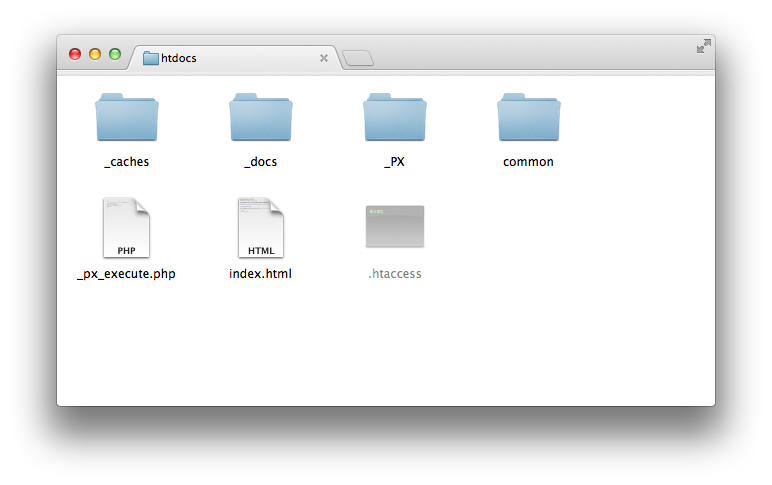 htdocs
_caches
_docs
_PX
common
PHP
HTML
_px_execute.php
index.html
.htaccess